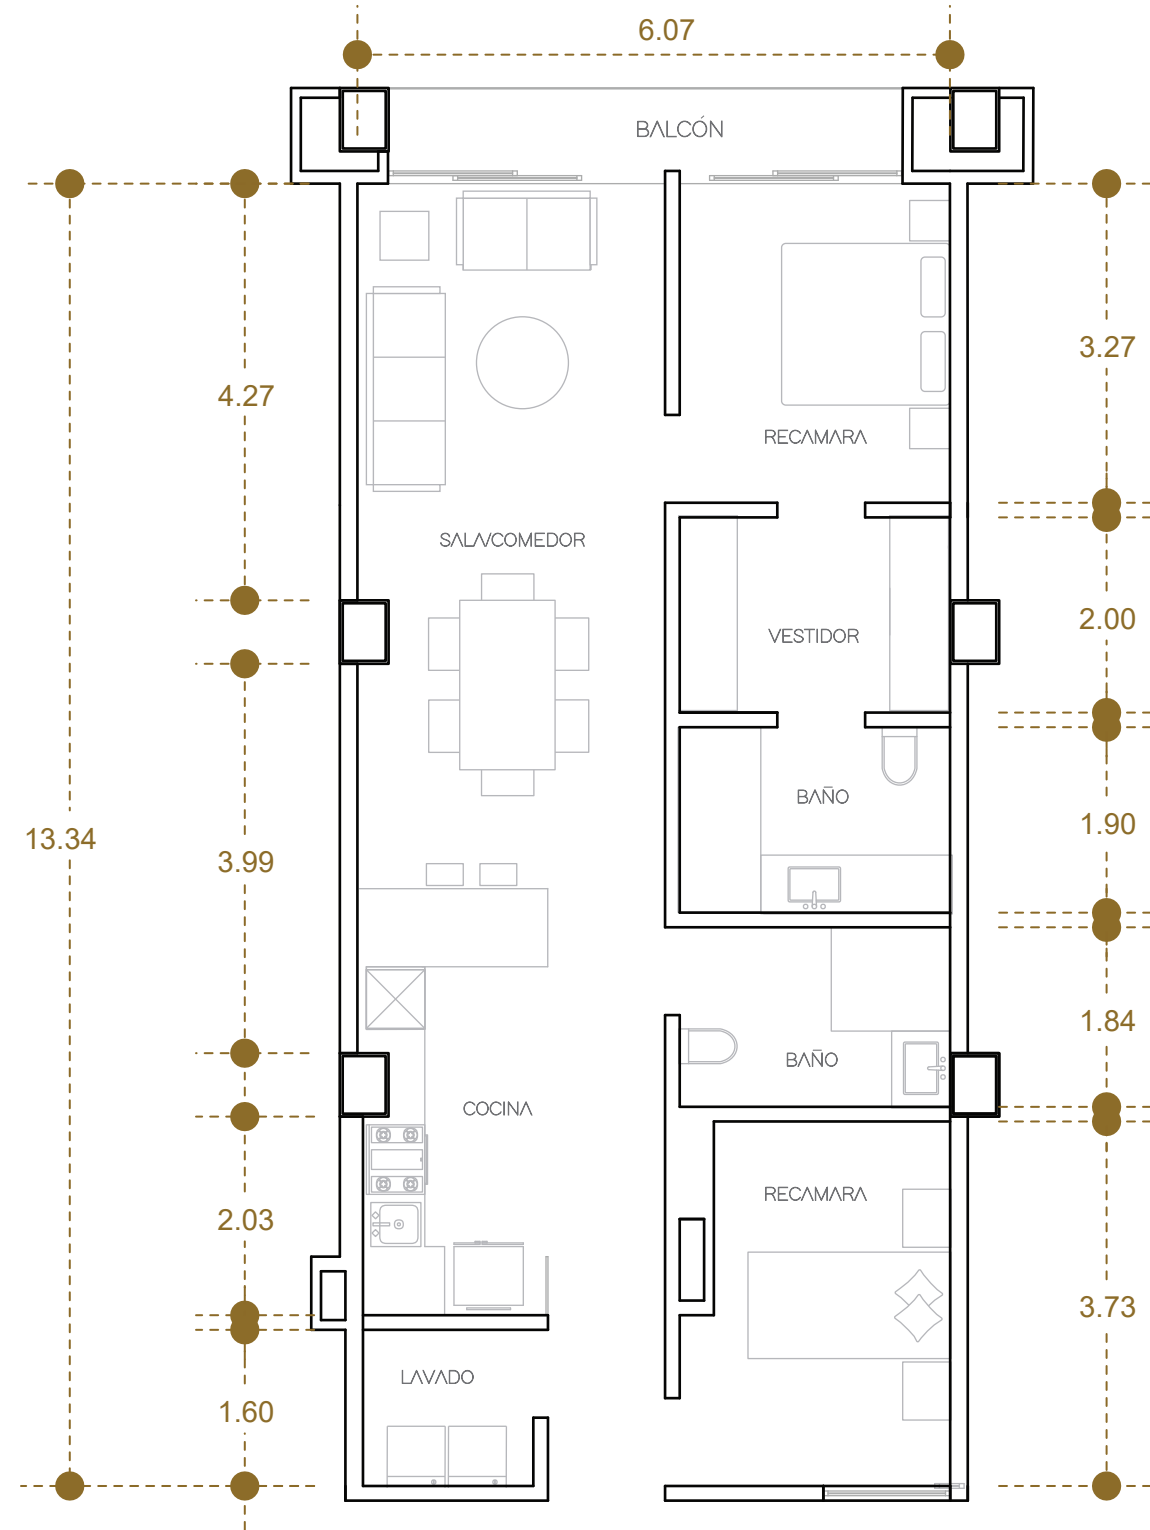 6.07
BALCÓN
3.27
4.27
RECAMARA
SALA/COMEDOR
2.00
VESTIDOR
BAÑO
1.90
13.34
3.99
1.84
BAÑO
COCINA
RECAMARA
2.03
3.73
LAVADO
1.60